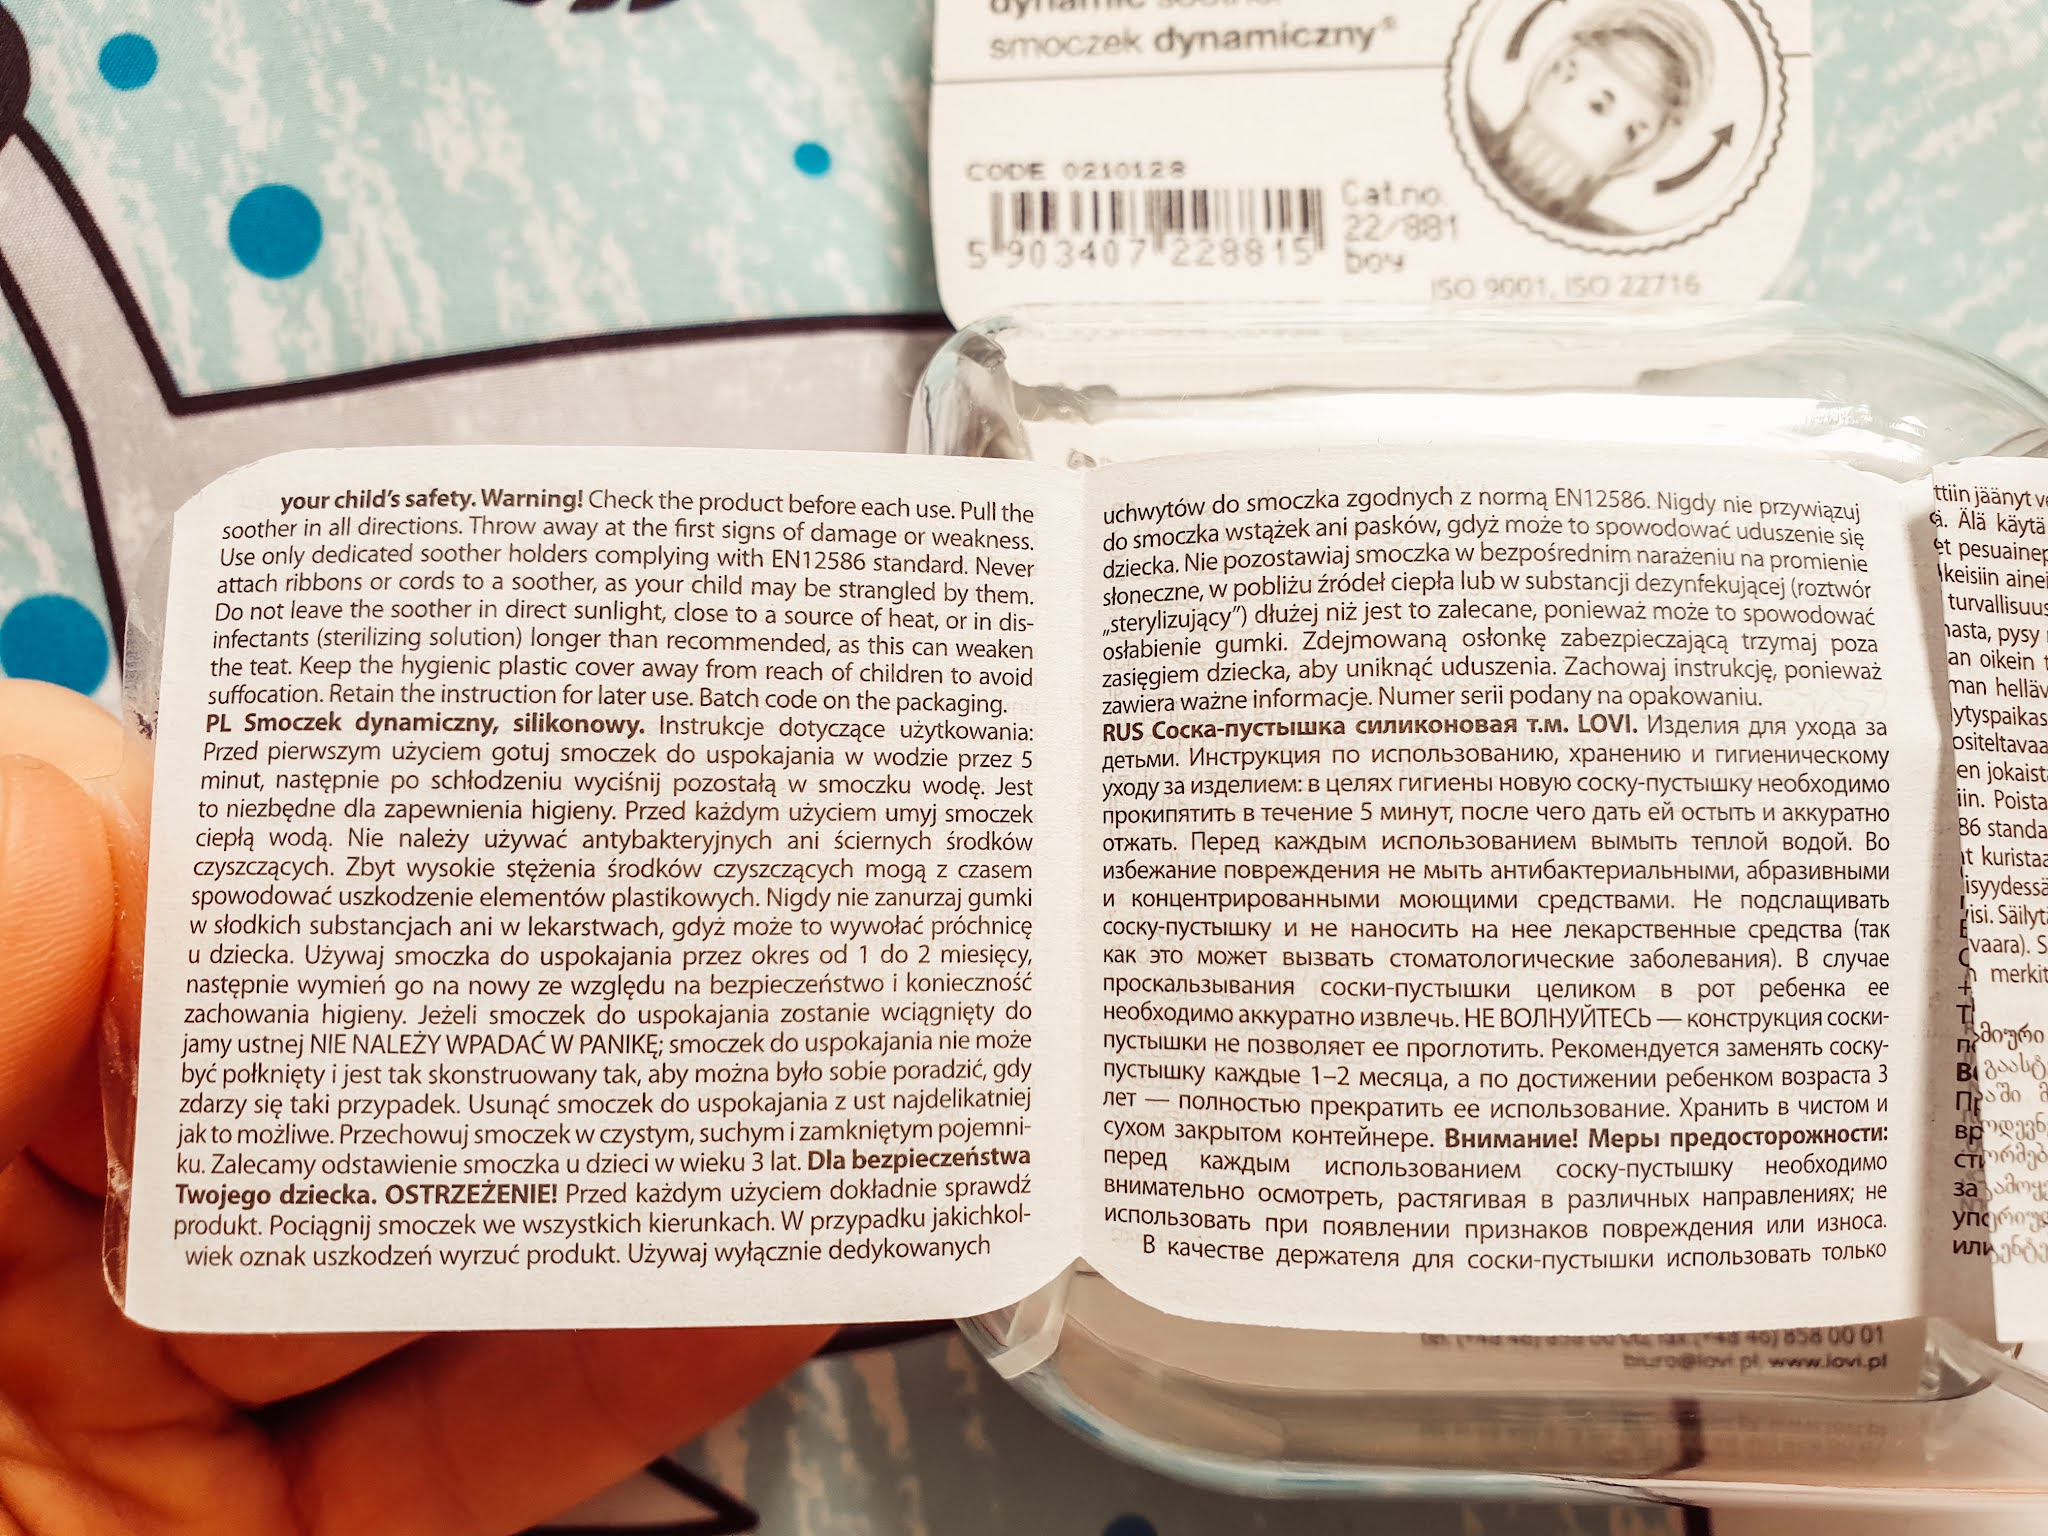 smoczek dynamiczny®
CODE 0210128
5 903407 228815
Cat.no.
22/881
boy
ISO 9001, ISO 22716
your child's safety. Warning! Check the product before each use. Pull the
soother in all directions. Throw away at the first signs of damage or weakness.
Use only dedicated soother holders complying with EN12586 standard. Never
attach ribbons or cords to a soother, as your child may be strangled by them.
Do not leave the soother in direct sunlight, close to a source of heat, or in dis-
infectants (sterilizing solution) longer than recommended, as this can weaken
the teat. Keep the hygienic plastic cover away from reach of children to avoid
suffocation. Retain the instruction for later use. Batch code on the packaging.
PL Smoczek dynamiczny, silikonowy. Instrukcje dotyczące użytkowania:
Przed pierwszym użyciem gotuj smoczek do uspokajania w wodzie przez 5
minut, następnie po schłodzeniu wyciśnij pozostałą w smoczku wodę. Jest
to niezbędne dla zapewnienia higieny. Przed każdym użyciem umyj smoczek
ciepłą wodą. Nie należy używać antybakteryjnych ani ściernych środków
czyszczących. Zbyt wysokie stężenia środków czyszczących mogą z czasem
spowodować uszkodzenie elementów plastikowych. Nigdy nie zanurzaj gumki
w słodkich substancjach ani w lekarstwach, gdyż może to wywołać próchnicę
u dziecka. Używaj smoczka do uspokajania przez okres od 1 do 2 miesięcy,
następnie wymień go na nowy ze względu na bezpieczeństwo i konieczność
zachowania higieny. Jeżeli smoczek do uspokajania zostanie wciągnięty do
jamy ustnej NIE NALEŻY WPADAĆ W PANIKĘ; smoczek do uspokajania nie może
być połknięty i jest tak skonstruowany tak, aby można było sobie poradzić, gdy
zdarzy się taki przypadek. Usunąć smoczek do uspokajania z ust najdelikatniej
jak to możliwe. Przechowuj smoczek w czystym, suchym i zamkniętym pojemni-
ku. Zalecamy odstawienie smoczka u dzieci w wieku 3 lat. Dla bezpieczeństwa
Twojego dziecka. OSTRZEŻENIE! Przed każdym użyciem dokładnie sprawdź
produkt. Pociągnij smoczek we wszystkich kierunkach. W przypadku jakichkol-
wiek oznak uszkodzeń wyrzuć produkt. Używaj wyłącznie dedykowanych
uchwytów do smoczka zgodnych z normą EN12586. Nigdy nie przywiązuj
do smoczka wstążek ani pasków, gdyż może to spowodować uduszenie się
dziecka. Nie pozostawiaj smoczka w bezpośrednim narażeniu na promienie
słoneczne, w pobliżu źródeł ciepła lub w substancji dezynfekującej (roztwór
„sterylizujący”) dłużej niż jest to zalecane, ponieważ może to spowodować
osłabienie gumki. Zdejmowaną osłonkę zabezpieczającą trzymaj poza
zasięgiem dziecka, aby uniknąć uduszenia. Zachowaj instrukcję, ponieważ
zawiera ważne informacje. Numer serii podany na opakowaniu.
RUS Соска-пустышка силиконовая т.м. LOVI. Изделия для ухода за
детьми. Инструкция по использованию, хранению и гигиеническому
уходу за изделием: в целях гигиены новую соску-пустышку необходимо
прокипятить в течение 5 минут, после чего дать ей остыть и аккуратно
отжать. Перед каждым использованием вымыть теплой водой. Во
избежание повреждения не мыть антибактериальными, абразивными
и концентрированными моющими средствами. Не подслащивать
соску-пустышку и не наносить на нее лекарственные средства (так
как это может вызвать стоматологические заболевания). В случае
проскальзывания соски-пустышки целиком в рот ребенка ее
необходимо аккуратно извлечь. НЕ ВОЛНУЙТЕСЬ — конструкция соски-
пустышки не позволяет ее проглотить. Рекомендуется заменять соску-
пустышку каждые 1–2 месяца, а по достижении ребенком возраста 3
лет — полностью прекратить ее использование. Хранить в чистом и
сухом закрытом контейнере. Внимание! Меры предосторожности:
перед каждым использованием соску-пустышку необходимо
внимательно осмотреть, растягивая в различных направлениях; не
использовать при появлении признаков повреждения или износа.
В качестве держателя для соски-пустышки использовать только
858 00 01
biuro@lovi.pl www.lovi.pl